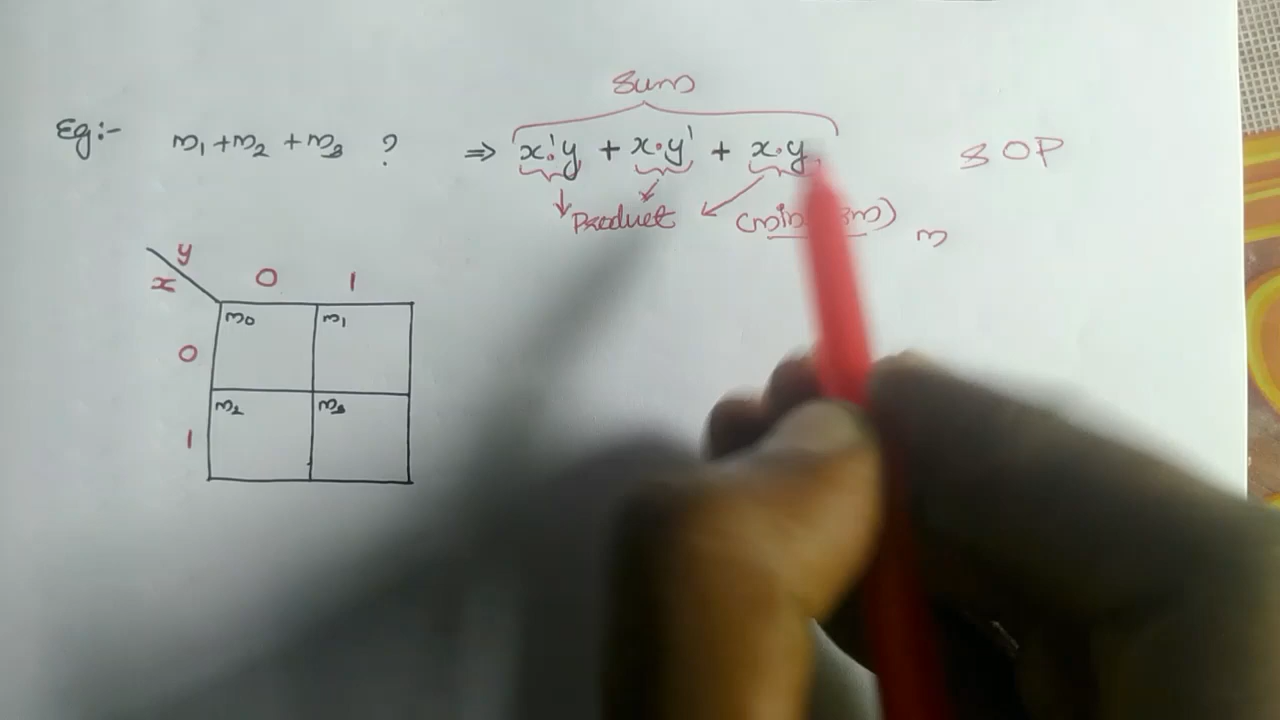 Sum
Eg:- m₁ + m₂ + m₃ ? ⇒ x'.y + x.y' + x.y SOP
Product m
y
x 0 1
0 m₀ m₁
1 m₂ m₃